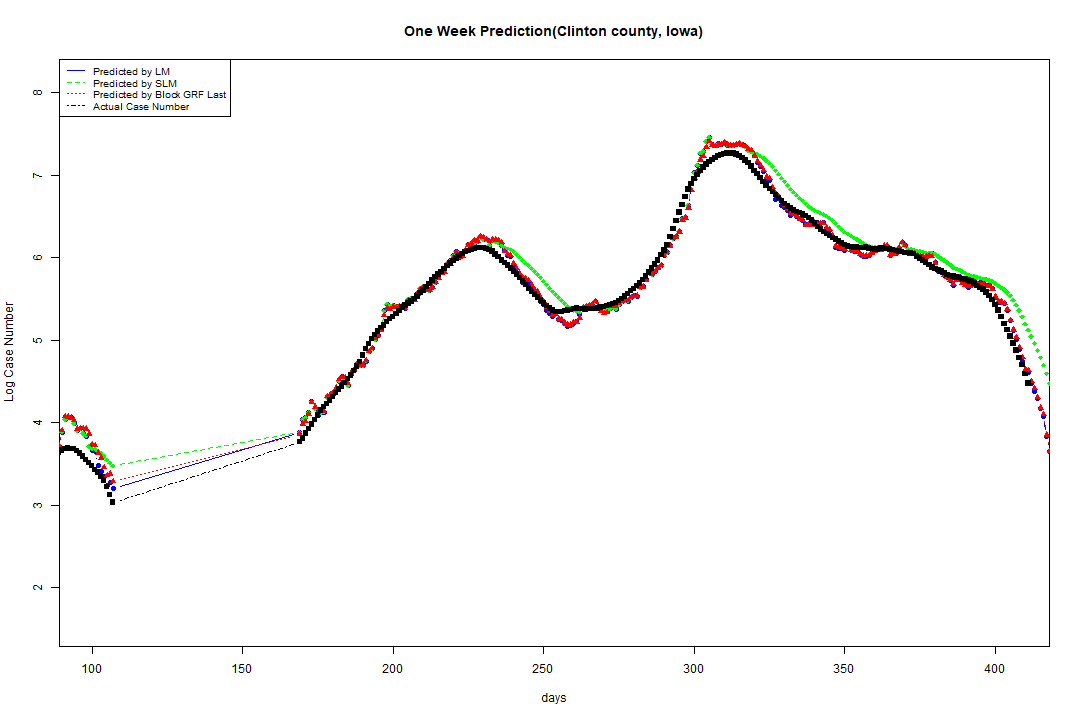 One Week Prediction(Clinton county, Iowa)
Predicted by LM
Predicted by SLM
Predicted by Block GRF Last
Actual Case Number
8
7
6
5
4
3
2
Log Case Number
100 150 200 250 300 350 400
days